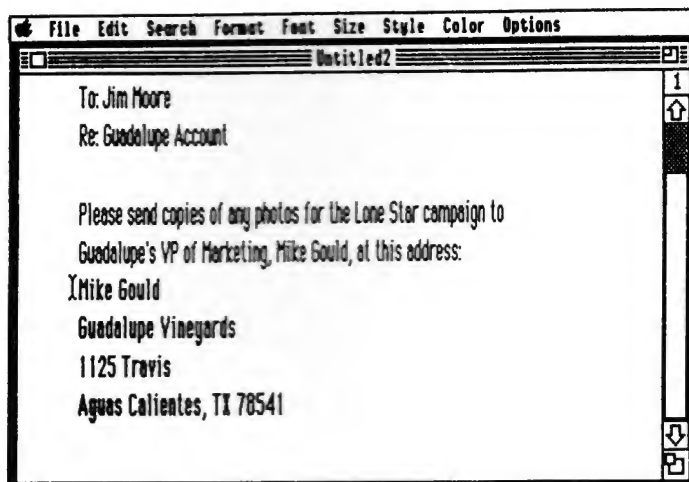 File Edit Search Format Font Size Style Color Options
Untitled2
1
To: Jim Moore
Re: Guadalupe Account
Please send copies of any photos for the Lone Star campaign to
Guadalupe's VP of Marketing, Mike Gould, at this address:
Mike Gould
Guadalupe Vineyards
1125 Travis
Aguas Calientes, TX 78541